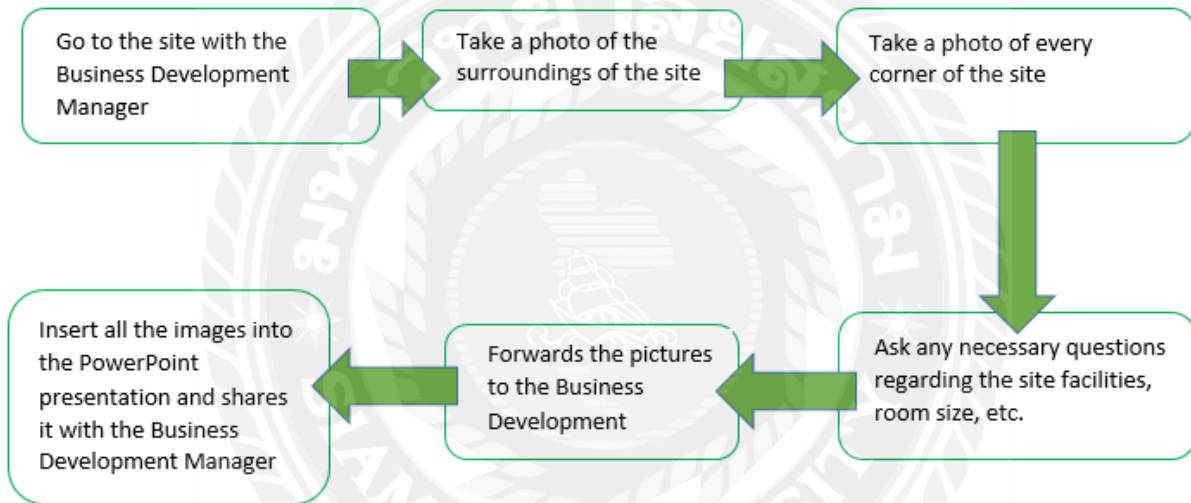 Go to the site with the
Business Development
Manager
Take a photo of the
surroundings of the site
Take a photo of every
corner of the site
Ask any necessary questions
regarding the site facilities,
room size, etc.
Forwards the pictures
to the Business
Development
Insert all the images into
the PowerPoint
presentation and shares
it with the Business
Development Manager